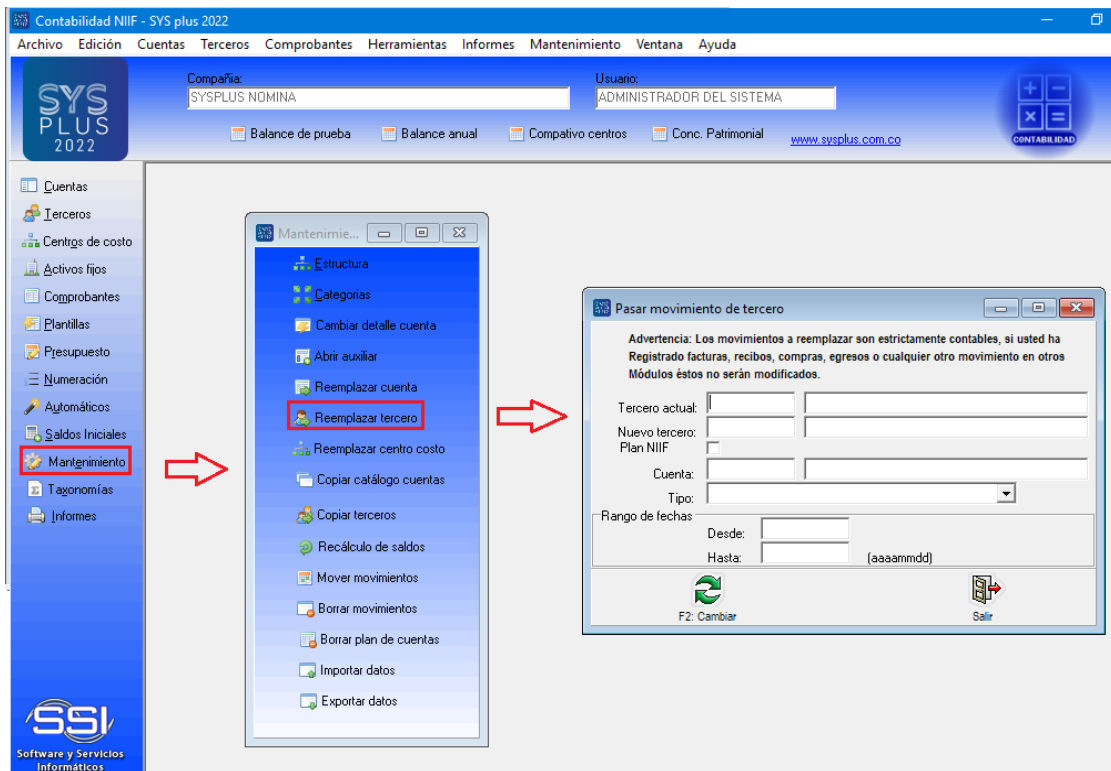 Contabilidad NIIF - SYS plus 2022
Archivo Edición Cuentas Terceros Comprobantes Herramientas Informes Mantenimiento Ventana Ayuda
SYS
PLUS
2022
Compañia:
SYSPLUS NOMINA
Usuario:
ADMINISTRADOR DEL SISTEMA
Balance de prueba
Balance anual
Compativo centros
Conc. Patrimonial
www.sysplus.com.co
CONTABILIDAD
Cuentas
Terceros
Centros de costo
Activos fijos
Comprobantes
Plantillas
Presupuesto
Numeración
Automáticos
Saldos Iniciales
Mantenimiento
Taxonomías
Informes
SSI
Software y Servicios
Informáticos
Mantenimie...
Estructura
Categorias
Cambiar detalle cuenta
Abrir auxiliar
Reemplazar cuenta
Reemplazar tercero
Reemplazar centro costo
Copiar catálogo cuentas
Copiar terceros
Recálculo de saldos
Mover movimientos
Borrar movimientos
Borrar plan de cuentas
Importar datos
Exportar datos
Pasar movimiento de tercero
Advertencia: Los movimientos a reemplazar son estrictamente contables, si usted ha
Registrado facturas, recibos, compras, egresos o cualquier otro movimiento en otros
Módulos éstos no serán modificados.
Tercero actual:
Nuevo tercero:
Plan NIIF
Cuenta:
Tipo:
Rango de fechas
Desde:
Hasta: (aaaammdd)
F2: Cambiar
Salir